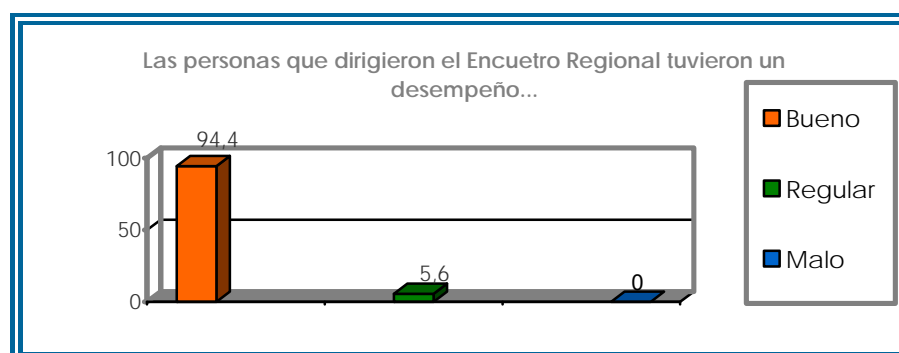 Las personas que dirigieron el Encuetro Regional tuvieron un
desempeño...
94,4
100
50
0
5,6
0
Bueno
Regular
Malo